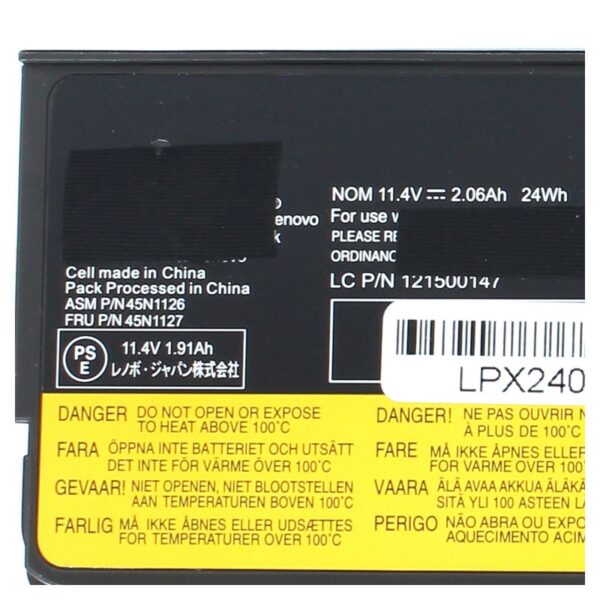 enovo
Cell made in China
Pack Processed in China
ASM P/N 45N1126
FRU P/N 45N1127
PS
E
11.4V 1.91Ah
レノボ・ジャパン株式会社
NOM 11.4V 2.06Ah 24Wh
For use
PLEASE
ORDINANC
LC P/N 121500147
LPX240
DANGER DO NOT OPEN OR EXPOSE
TO HEAT ABOVE 100°C
FARA ÖPPNA INTE BATTERIET OCH UTSÄTT
DET INTE FÖR VÄRME ÖVER 100°C
GEVAAR! NIET OPENEN, NIET BLOOTSTELLEN
AAN TEMPERATUREN BOVEN 100°C
FARLIG MÅ IKKE ÅBNES ELLER UDSÆTTES
FOR TEMPERATURER OVER 100°C
DANGER! NE PAS OUVRIR N
À PLUS DE 100°C
FARE MÅ IKKE ÅPNES ELLER
FOR VARME OVER 100°C
VAARA ÄLÄ AVAA AKKUA ÄLÄKÄ
SITÄ YLI 100 ASTEEN LÄ
PERIGO NÃO ABRA OU EXPO
AQUECIMENTO ACIM